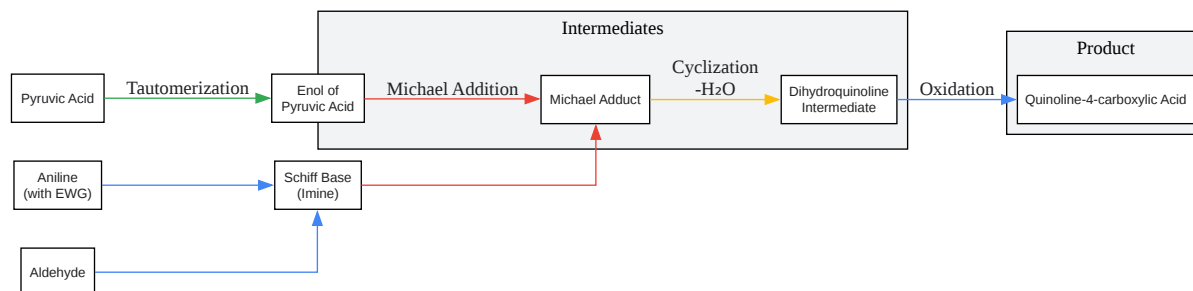 Intermediates
Product
Pyruvic Acid
Tautomerization
Enol of
Pyruvic Acid
Michael Addition
Michael Adduct
Cyclization
-H₂O
Dihydroquinoline
Intermediate
Oxidation
Quinoline-4-carboxylic Acid
Aniline
(with EWG)
Schiff Base
(Imine)
Aldehyde